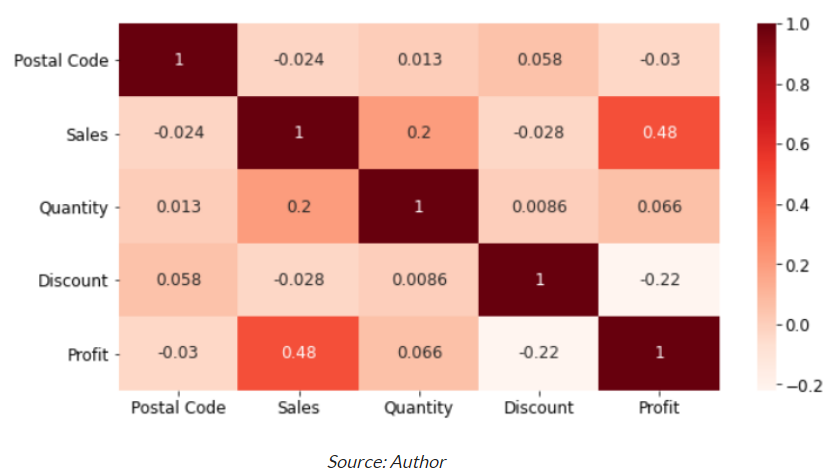 1.0
Postal Code 1 -0.024 0.013 0.058 -0.03
0.8
Sales -0.024 1 0.2 -0.028 0.48
0.6
Quantity 0.013 0.2 1 0.0086 0.066
0.4
0.2
Discount 0.058 -0.028 0.0086 1 -0.22
0.0
Profit -0.03 0.48 0.066 -0.22 1
−0.2
Postal Code Sales Quantity Discount Profit
Source: Author